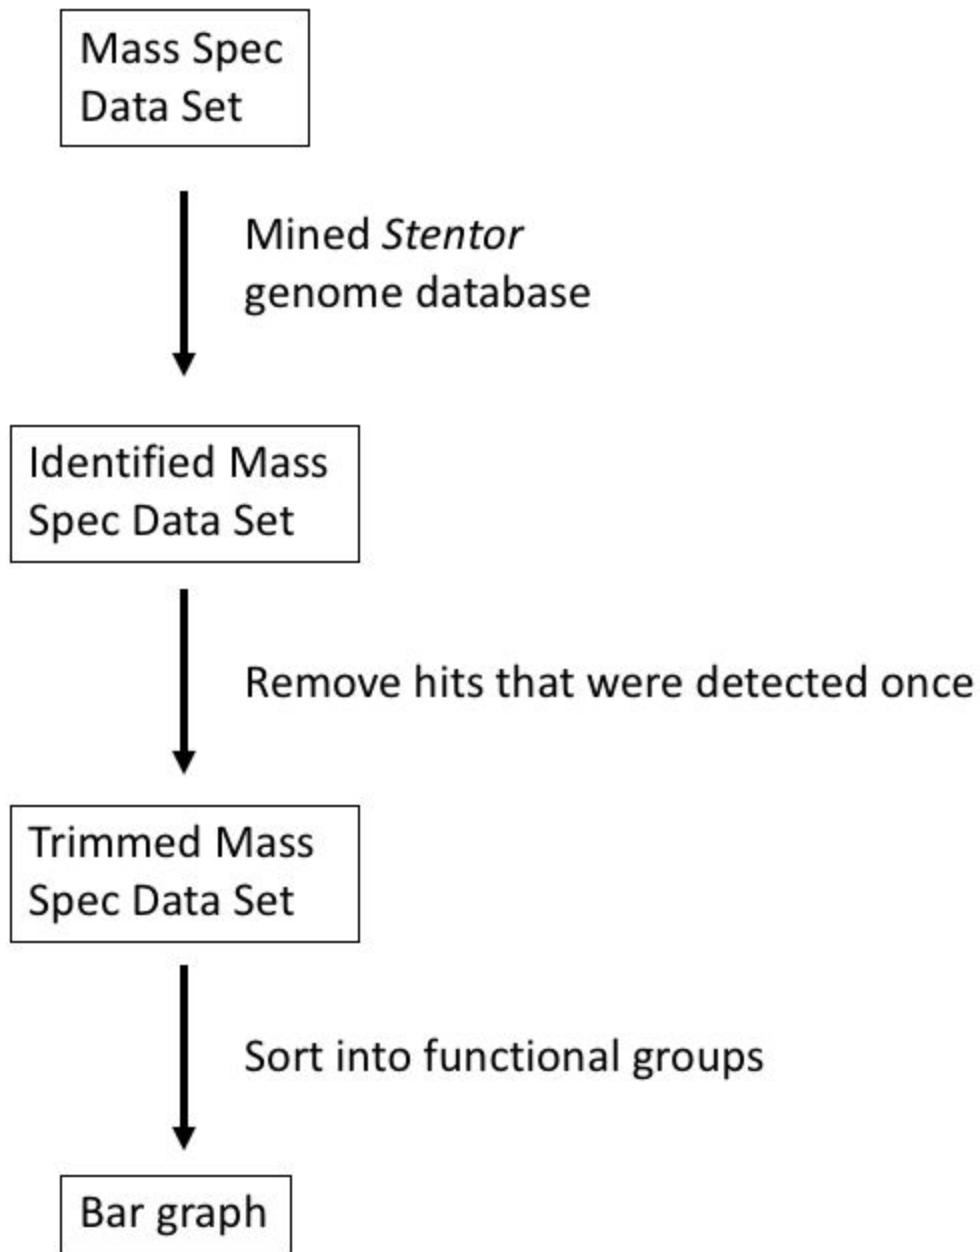 Mass Spec
Data Set
Mined Stentor
genome database
Identified Mass
Spec Data Set
Remove hits that were detected once
Trimmed Mass
Spec Data Set
Sort into functional groups
Bar graph